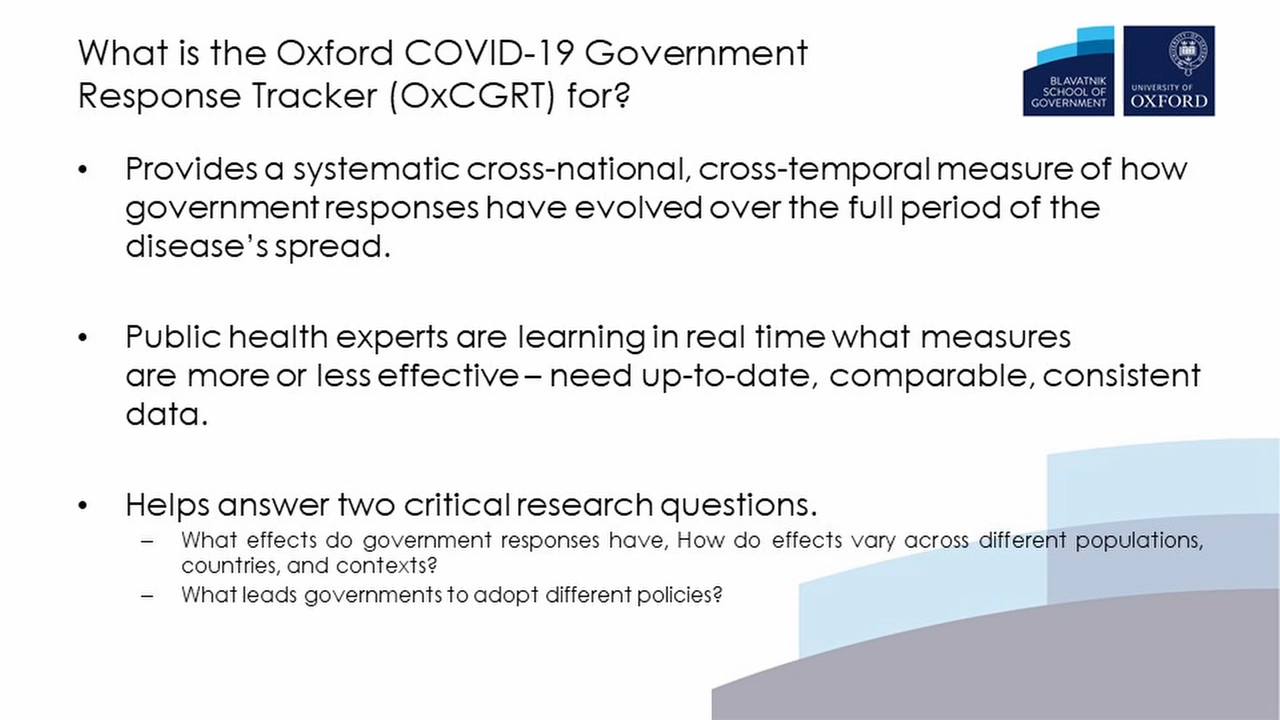 What is the Oxford COVID-19 Government
Response Tracker (OxCGRT) for?
BLAVATNIK
SCHOOL OF
GOVERNMENT
UNIVERSITY OF
OXFORD
• Provides a systematic cross-national, cross-temporal measure of how
government responses have evolved over the full period of the
disease’s spread.
• Public health experts are learning in real time what measures
are more or less effective – need up-to-date, comparable, consistent
data.
• Helps answer two critical research questions.
– What effects do government responses have, How do effects vary across different populations,
countries, and contexts?
– What leads governments to adopt different policies?